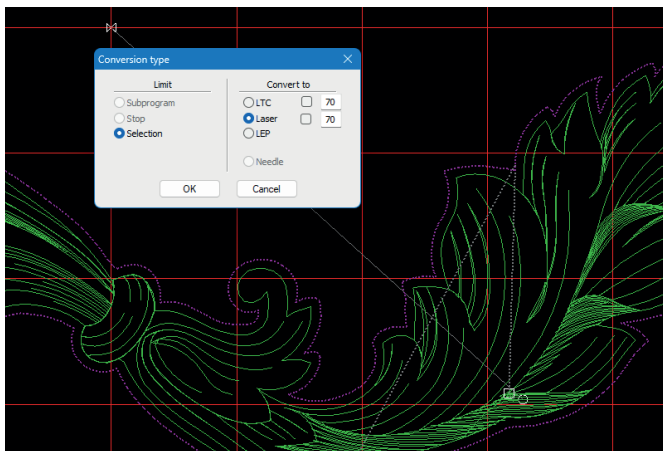 Conversion type
Limit
Subprogram
Stop
Selection
Convert to
LTC 70
Laser 70
LEP
Needle
OK Cancel